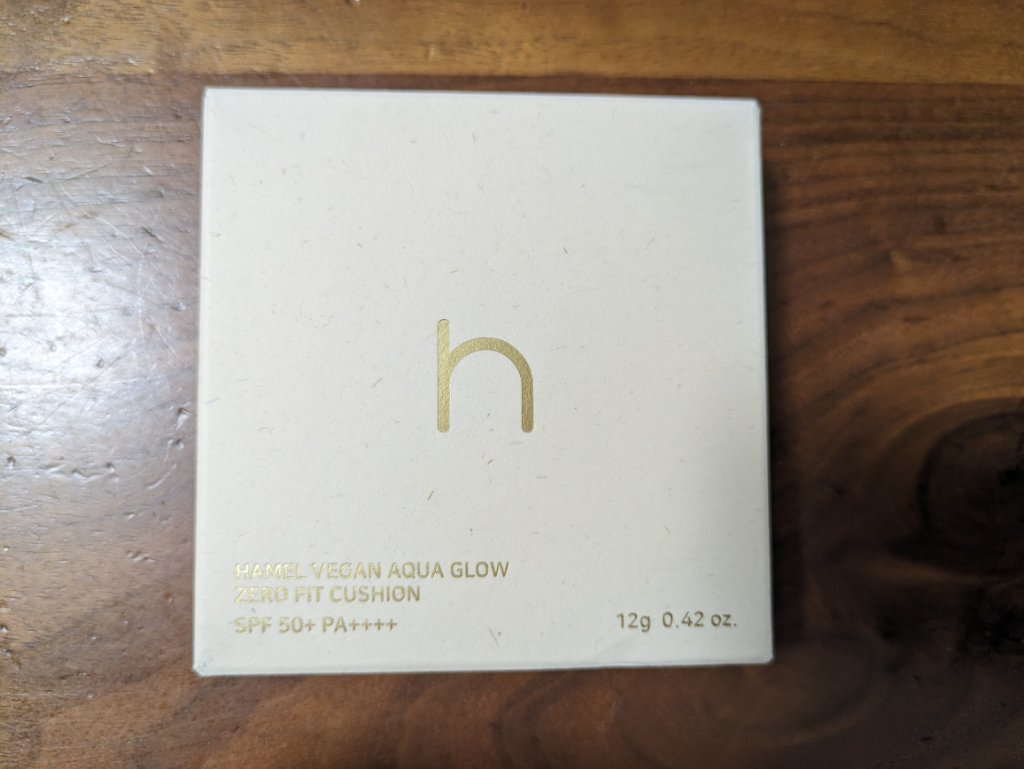 h
HAMEL VEGAN AQUA GLOW
ZERO FIT CUSHION
SPF 50+ PA++++
12g 0.42 oz.